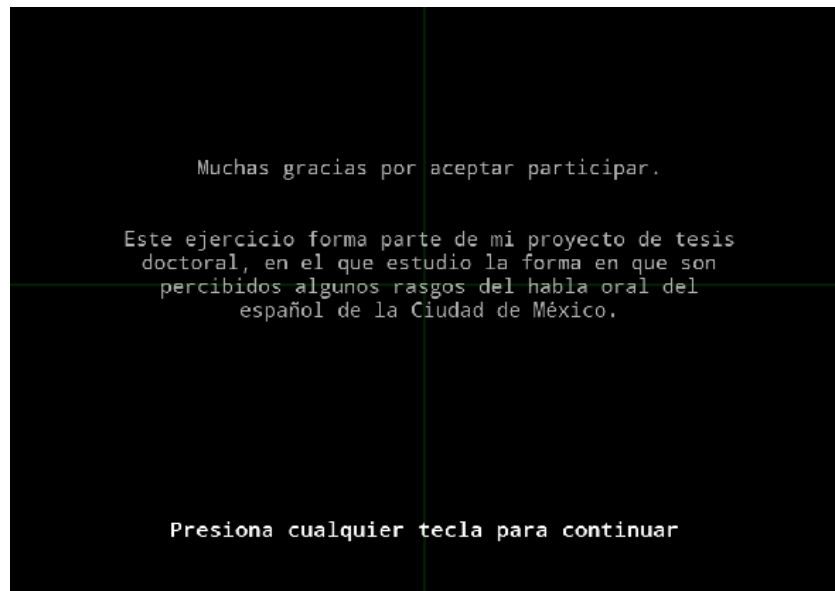 Muchas gracias por aceptar participar.
Este ejercicio forma parte de mi proyecto de tesis
doctoral, en el que estudio la forma en que son
percibidos algunos rasgos del habla oral del
español de la Ciudad de México.
Presiona cualquier tecla para continuar